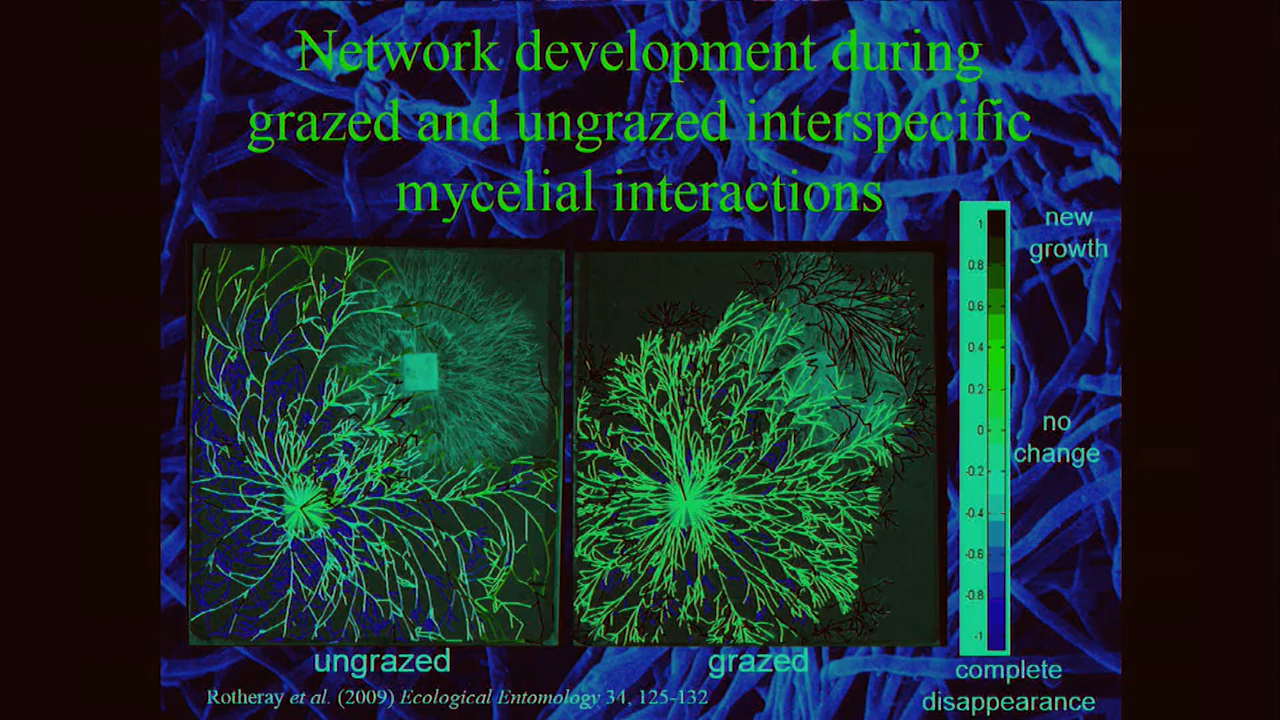 Network development during
grazed and ungrazed interspecific
mycelial interactions
new
growth
1
0.8
0.6
0.4
0.2
0
-0.2
-0.4
-0.6
-0.8
-1
no
change
complete
disappearance
ungrazed
grazed
Rotheray et al. (2009) Ecological Entomology 34, 125-132